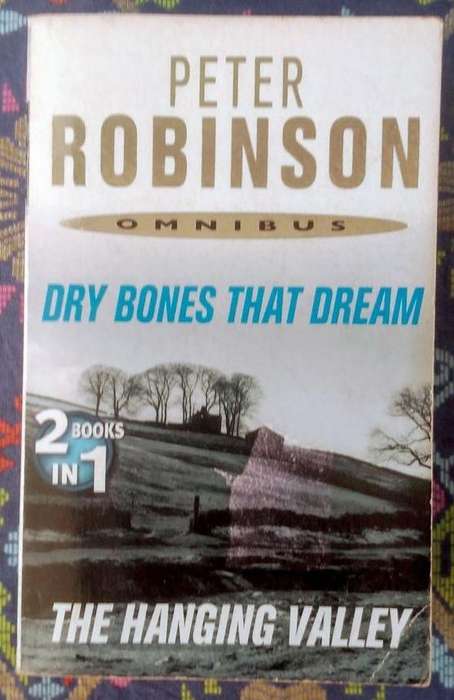 PETER
ROBINSON
OMNIBUS
DRY BONES THAT DREAM
2 BOOKS
IN 1
THE HANGING VALLEY